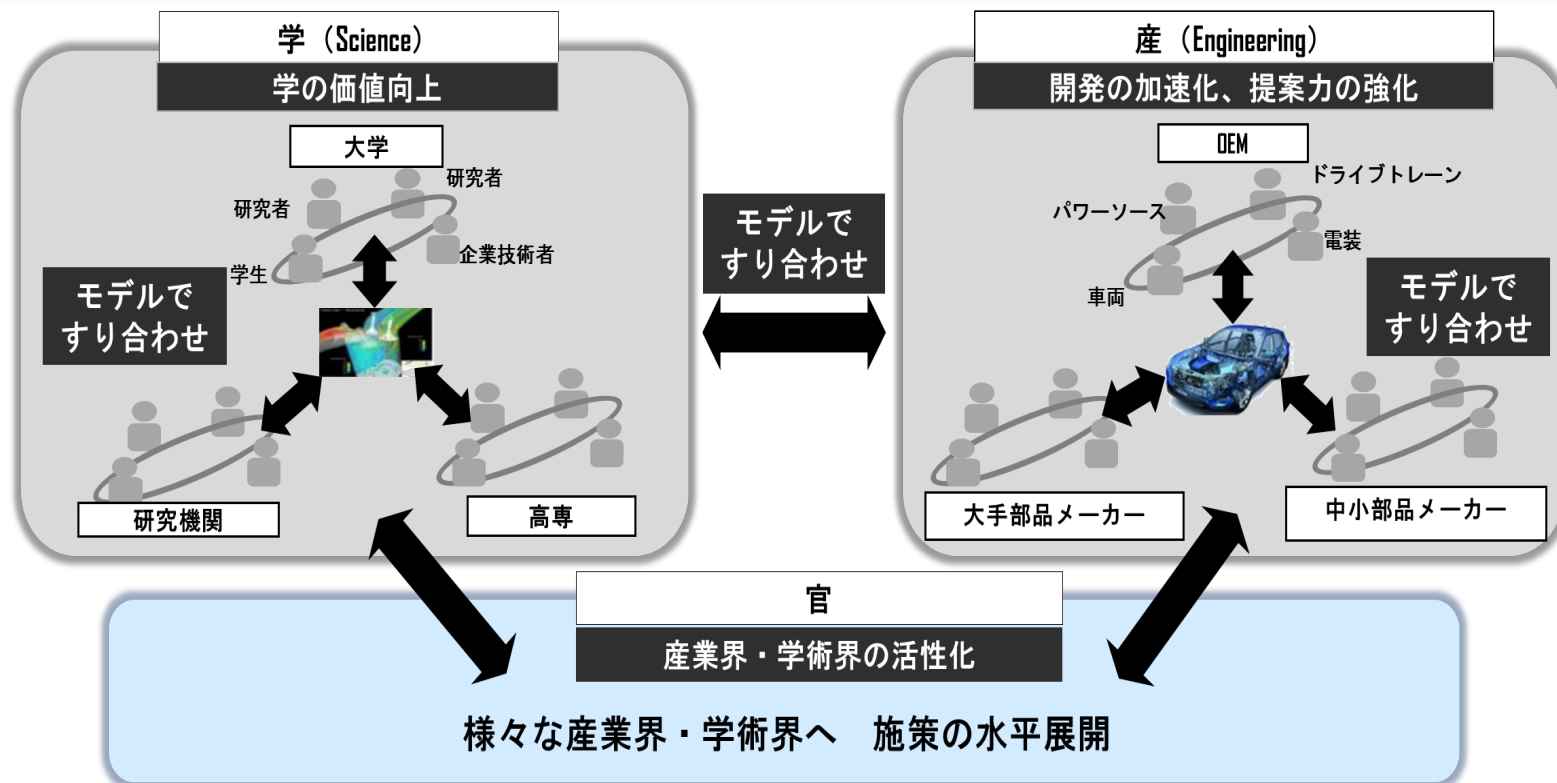 学（Science）
学の価値向上
大学
研究者
研究者
企業技術者
学生
モデルで
すり合わせ
研究機関
高専
モデルで
すり合わせ
産（Engineering）
開発の加速化、提案力の強化
OEM
ドライブトレーン
パワーソース
電装
車両
モデルで
すり合わせ
大手部品メーカー
中小部品メーカー
官
産業界・学術界の活性化
様々な産業界・学術界へ　施策の水平展開